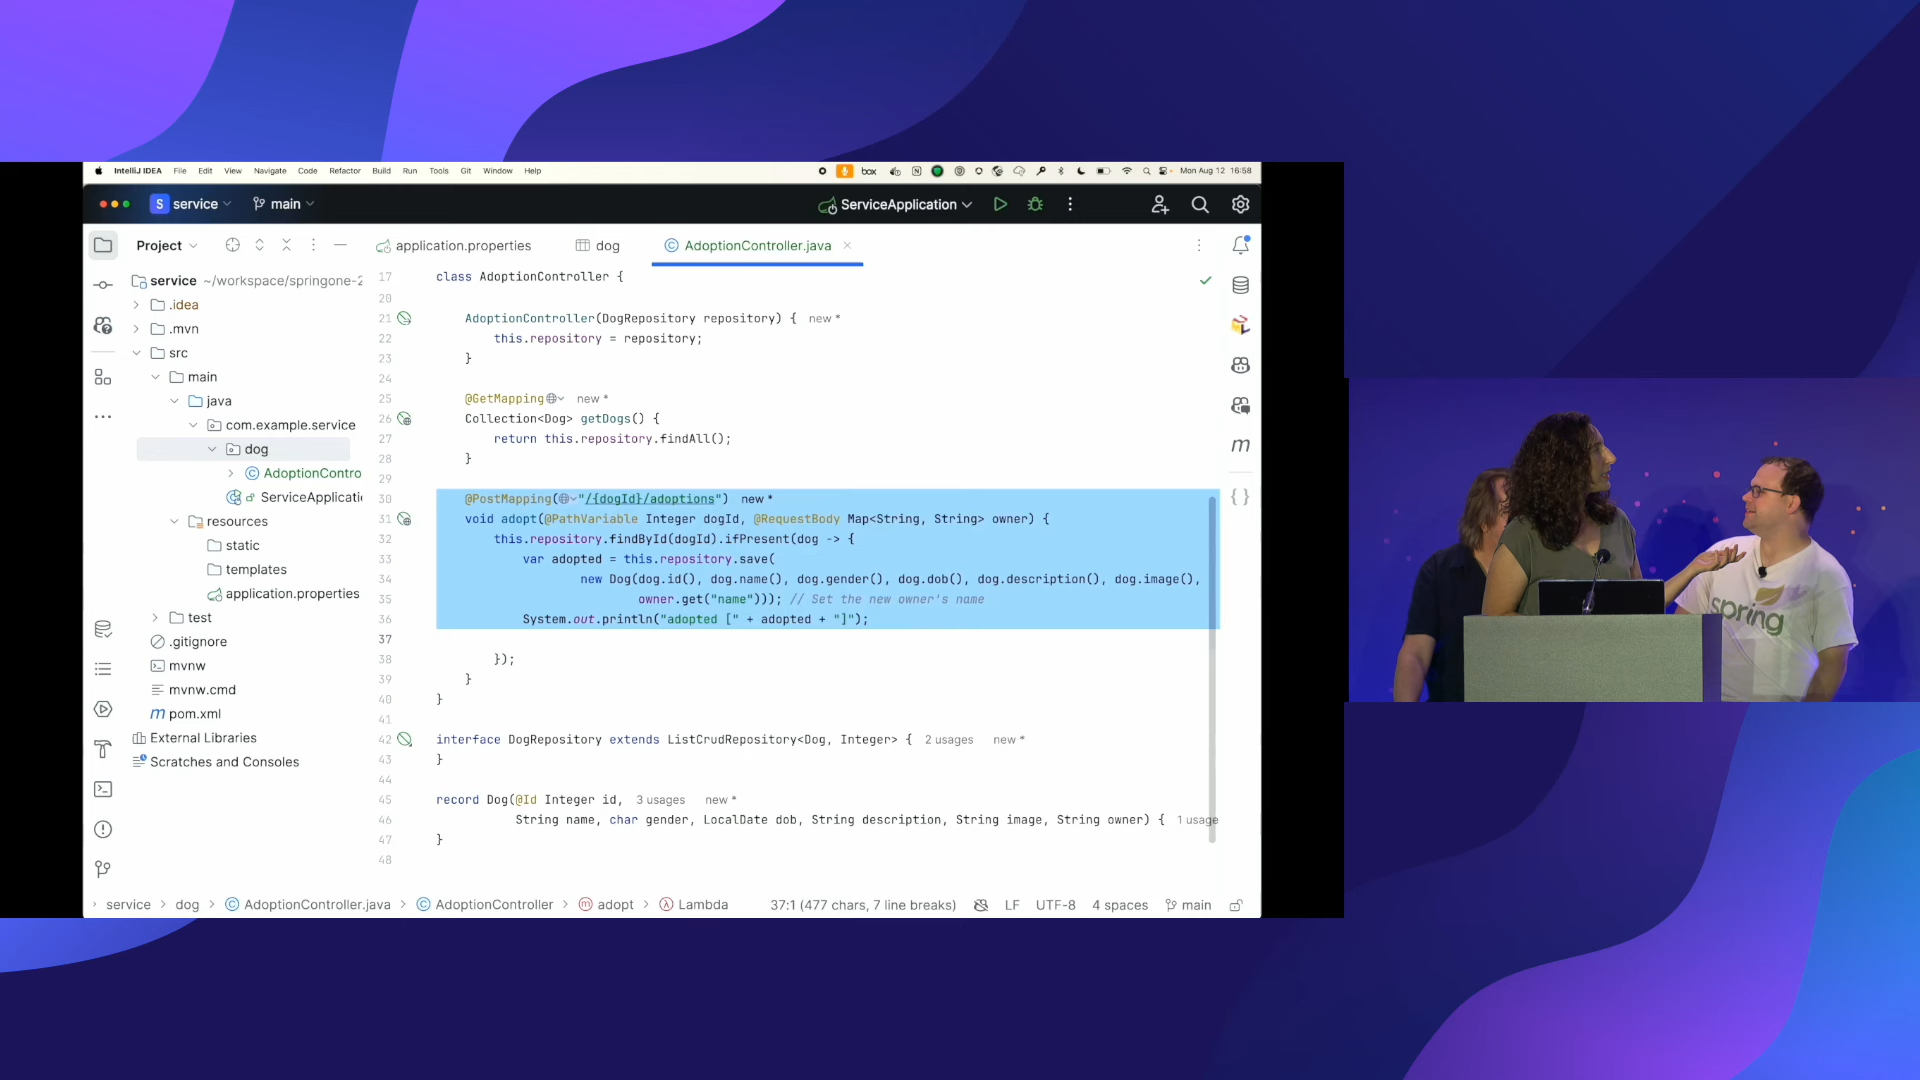 IntelliJ IDEA File Edit View Navigate Code Refactor Build Run Tools Git Window Help box Mon Aug 12 16:58
S service main ServiceApplication
Project application.properties dog AdoptionController.java
service ~/workspace/springone-2
.idea
.mvn
src
main
java
com.example.service
dog
AdoptionContro
ServiceApplicati
resources
static
templates
application.properties
test
.gitignore
mvnw
mvnw.cmd
m pom.xml
External Libraries
Scratches and Consoles
17 class AdoptionController {
20
21 AdoptionController(DogRepository repository) { new *
22 this.repository = repository;
23 }
24
25 @GetMapping new *
26 Collection<Dog> getDogs() {
27 return this.repository.findAll();
28 }
29
30 @PostMapping("/{dogId}/adoptions") new *
31 void adopt(@PathVariable Integer dogId, @RequestBody Map<String, String> owner) {
32 this.repository.findById(dogId).ifPresent(dog -> {
33 var adopted = this.repository.save(
34 new Dog(dog.id(), dog.name(), dog.gender(), dog.dob(), dog.description(), dog.image(),
35 owner.get("name"))); // Set the new owner's name
36 System.out.println("adopted [" + adopted + "]");
37
38 });
39 }
40 }
41
42 interface DogRepository extends ListCrudRepository<Dog, Integer> { 2 usages new *
43 }
44
45 record Dog(@Id Integer id, 3 usages new *
46 String name, char gender, LocalDate dob, String description, String image, String owner) { 1 usage
47 }
48
m
{ }
service > dog > AdoptionController.java > AdoptionController > adopt > Lambda 37:1 (477 chars, 7 line breaks) LF UTF-8 4 spaces main
spring